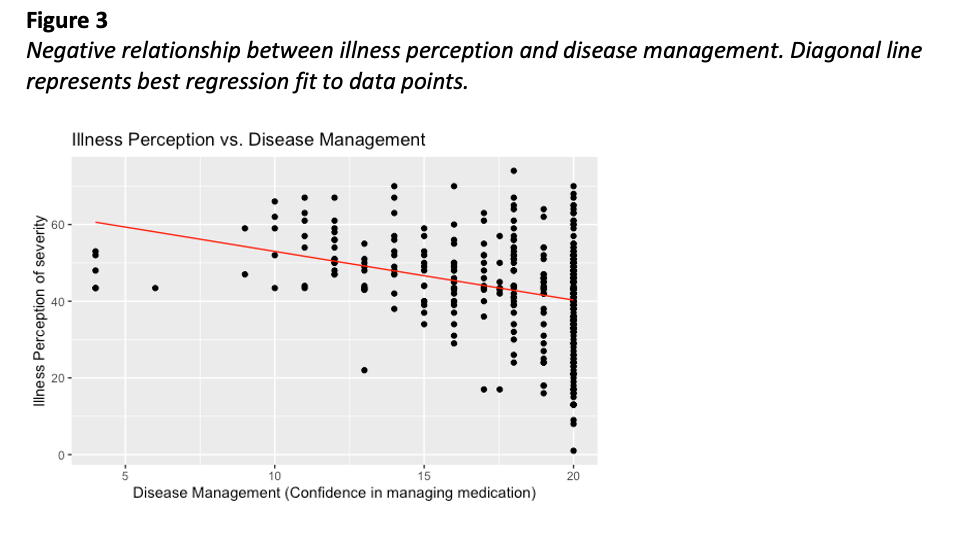 Figure 3
Negative relationship between illness perception and disease management. Diagonal line
represents best regression fit to data points.
Illness Perception vs. Disease Management
Illness Perception of severity
60
40
20
0
5
10
15
20
Disease Management (Confidence in managing medication)